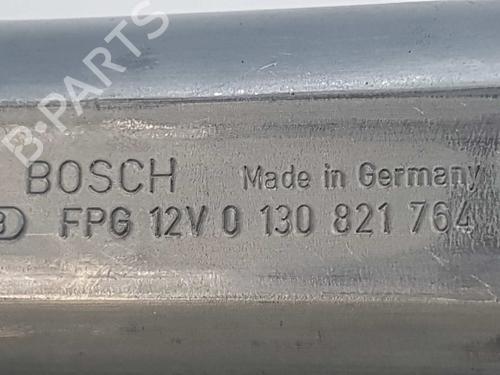 B-PARTS
BOSCH Made in Germany
FPG 12V 0 130 821 764